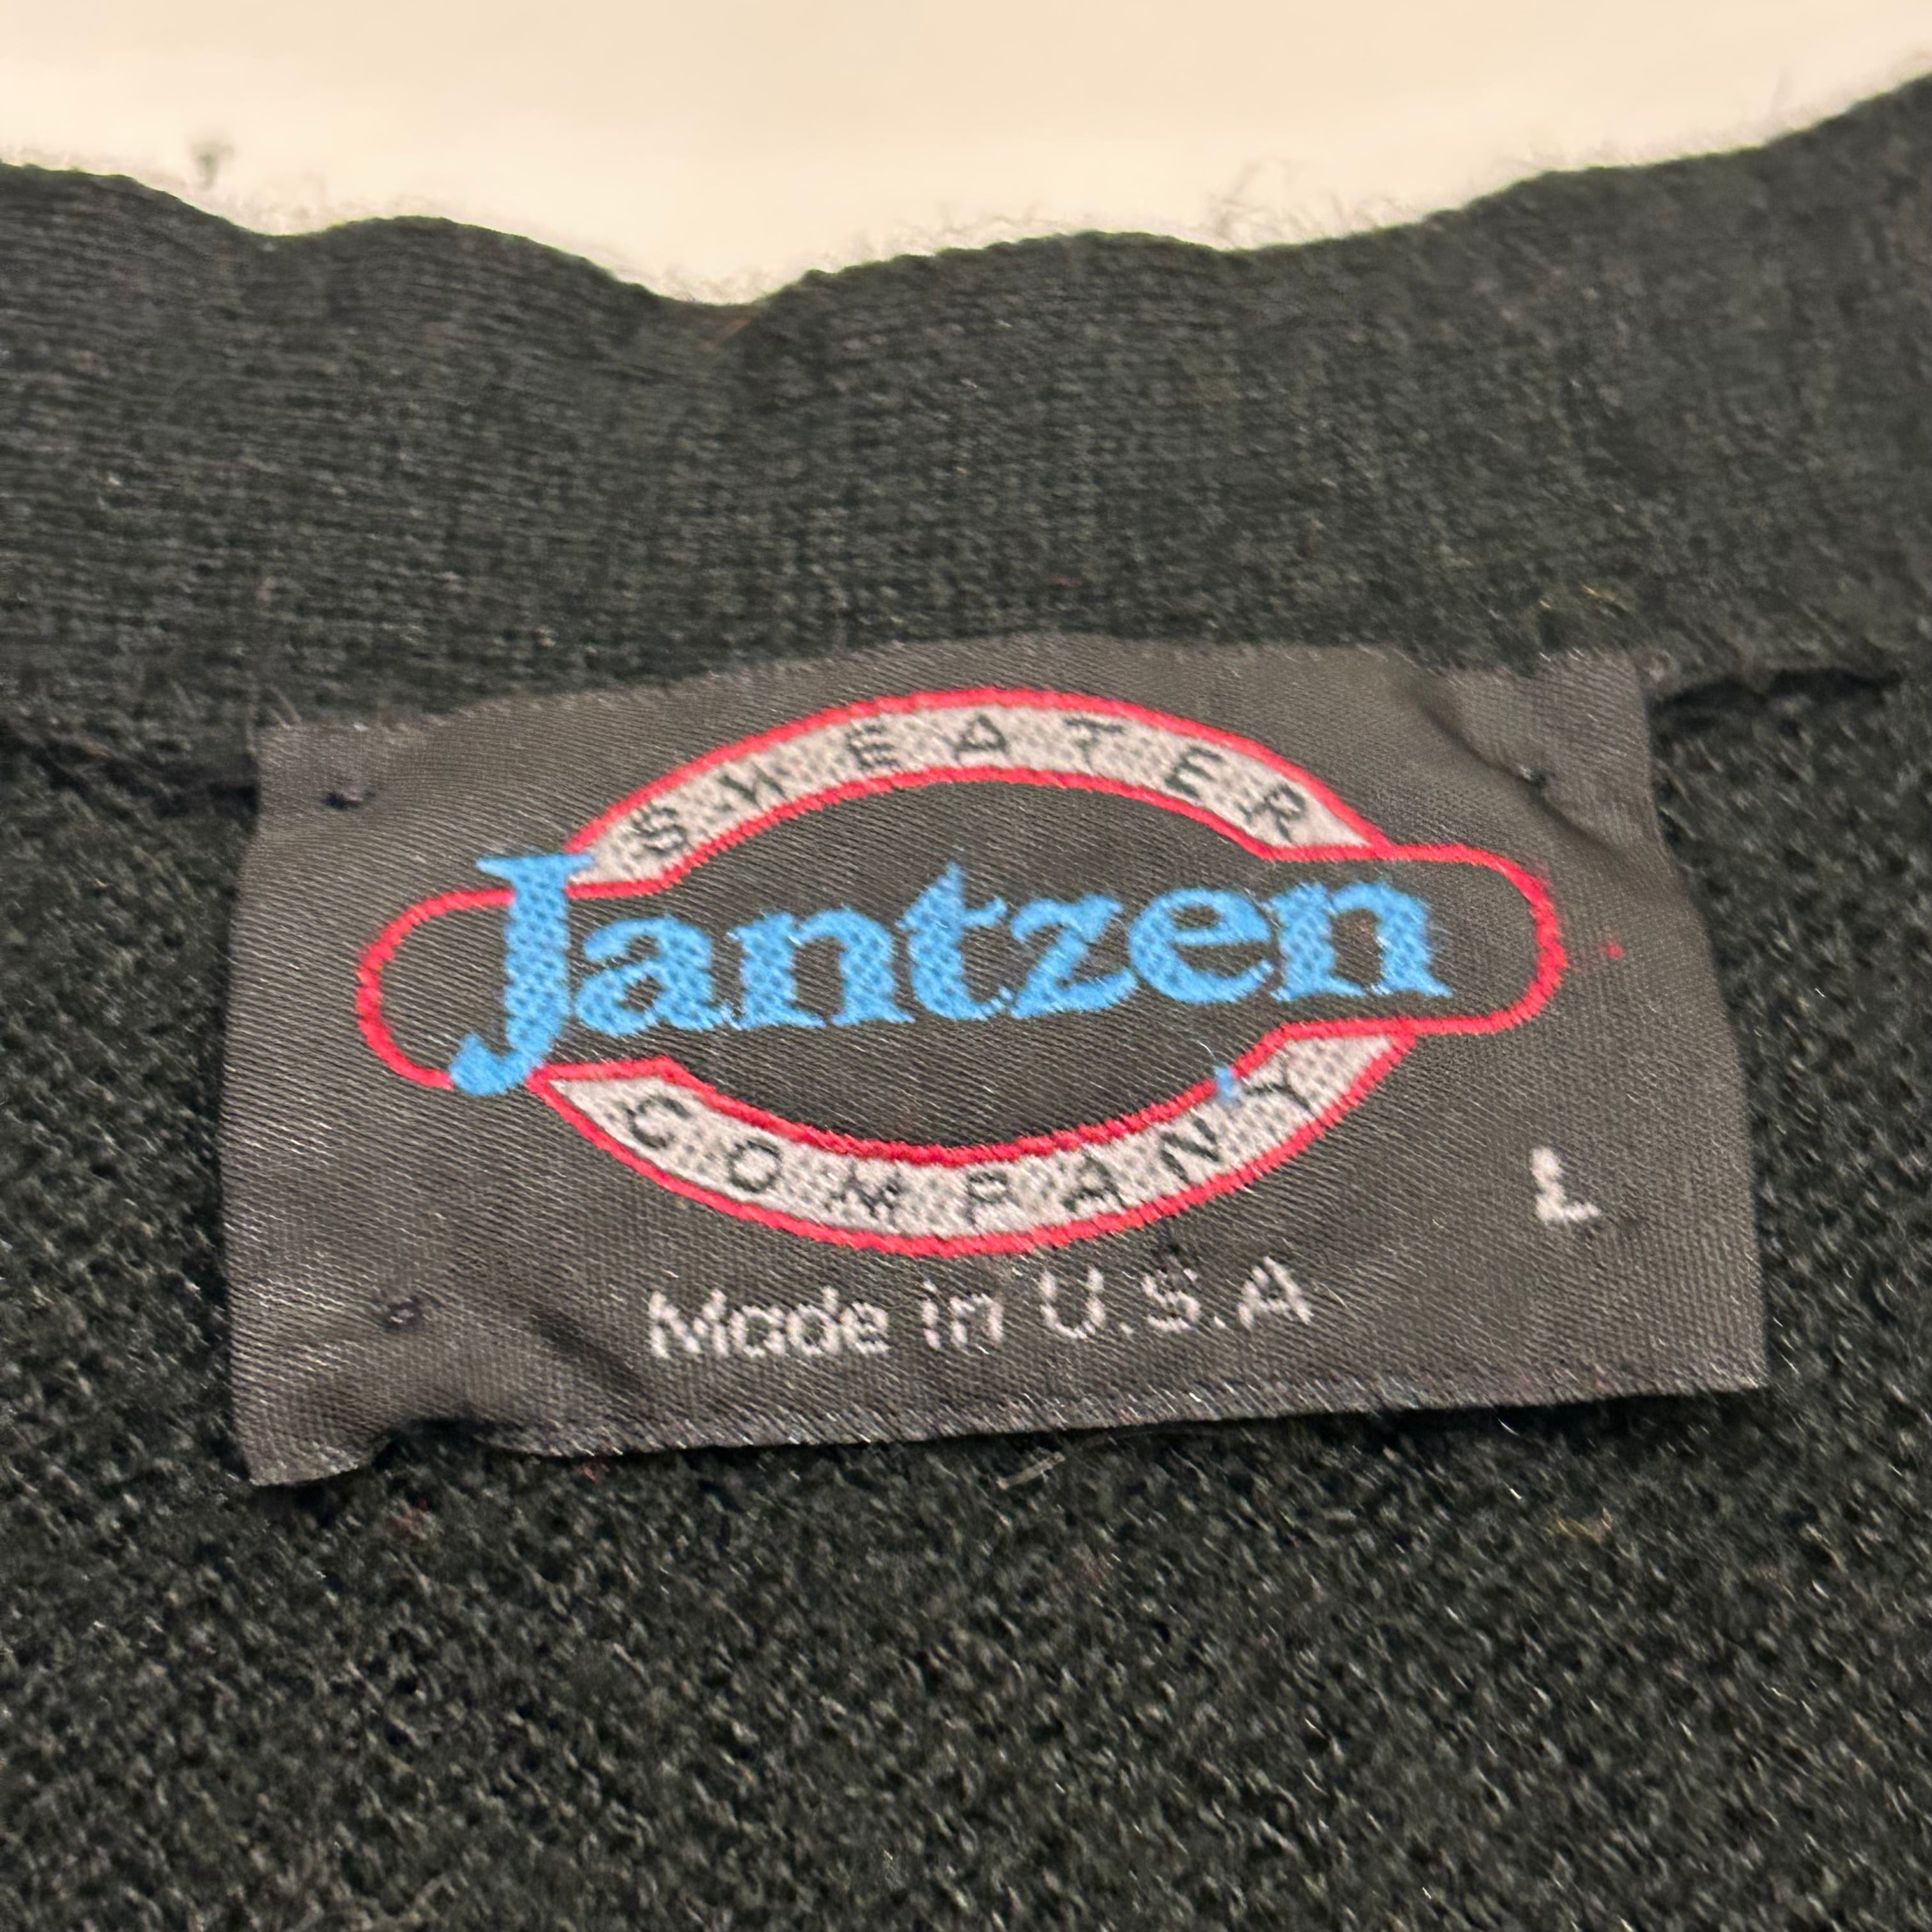 SWEATER
Jantzen
COMPANY
L
Made in U.S.A